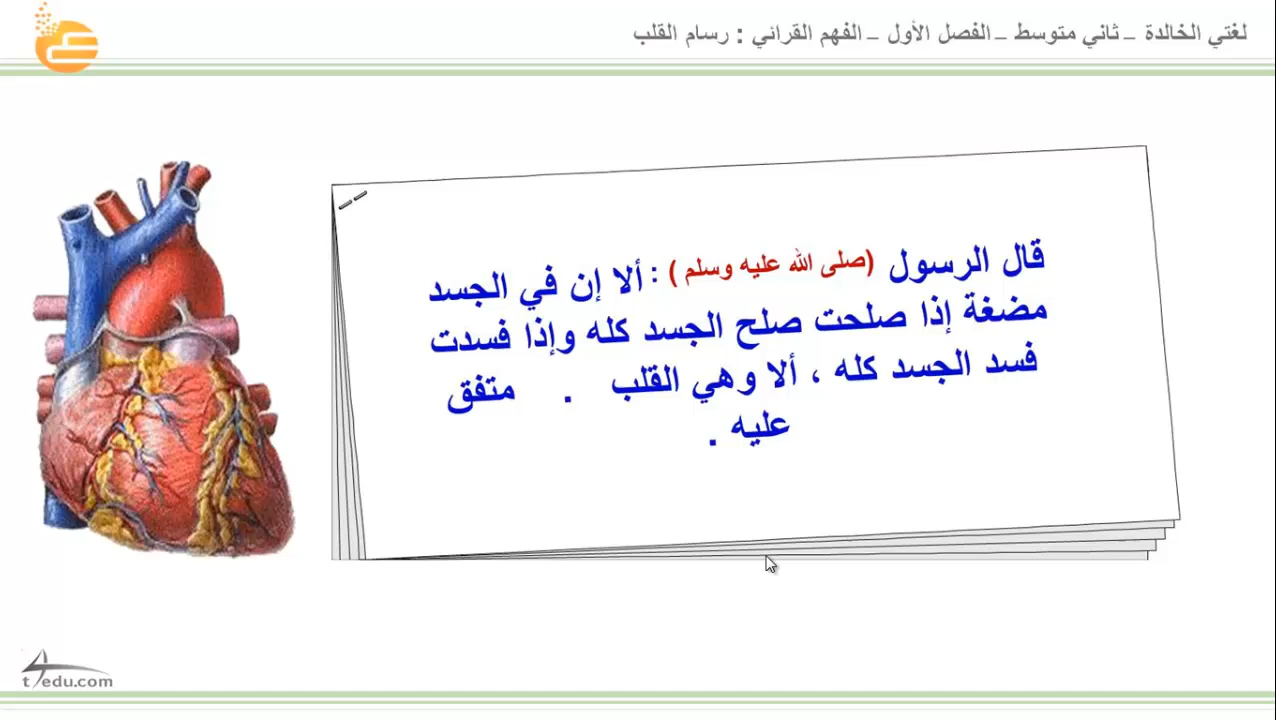 لغتي الخالدة – ثاني متوسط – الفصل الأول – الفهم القرائي : رسام القلب
قال الرسول (صلى الله عليه وسلم ) : ألا إن في الجسد
مضغة إذا صلحت صلح الجسد كله وإذا فسدت
فسد الجسد كله ، ألا وهي القلب . متفق
عليه .
t4edu.com